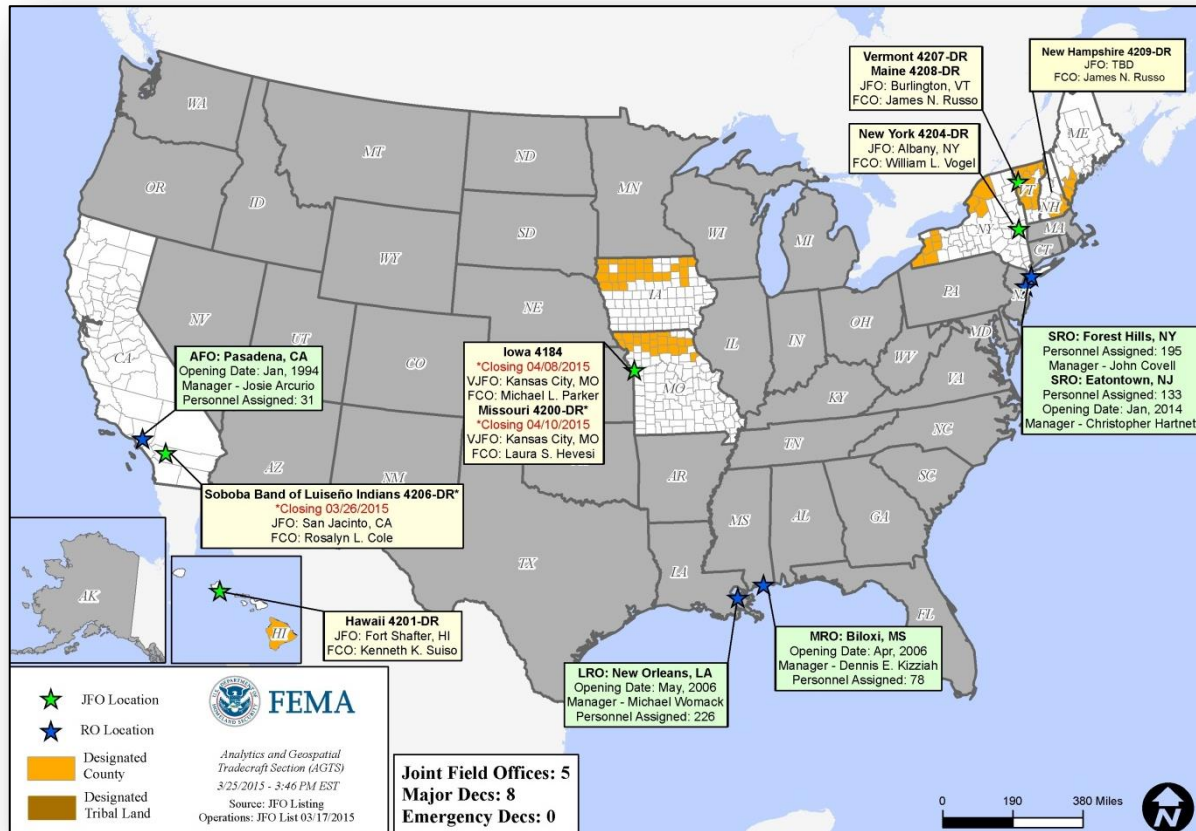 Vermont 4207-DR
Maine 4208-DR
JFO: Burlington, VT
FCO: James N. Russo
New Hampshire 4209-DR
JFO: TBD
FCO: James N. Russo
New York 4204-DR
JFO: Albany, NY
FCO: William L. Vogel
WA
MT
ND
MN
ME
OR
ID
SD
WI
MI
VT
NH
NY
MA
CT
WY
NE
IA
PA
NJ
NV
UT
CO
IL
IN
OH
MD
WV
VA
CA
MO
KY
AFO: Pasadena, CA
Opening Date: Jan, 1994
Manager - Josie Arcurio
Personnel Assigned: 31
Iowa 4184
*Closing 04/08/2015
VJFO: Kansas City, MO
FCO: Michael L. Parker
Missouri 4200-DR*
*Closing 04/10/2015
VJFO: Kansas City, MO
FCO: Laura S. Hevesi
SRO: Forest Hills, NY
Personnel Assigned: 195
Manager - John Covell
SRO: Eatontown, NJ
Personnel Assigned: 133
Opening Date: Jan, 2014
Manager - Christopher Hartnet
TN
NC
AZ
NM
AR
SC
MS
AL
GA
Soboba Band of Luiseño Indians 4206-DR*
*Closing 03/26/2015
JFO: San Jacinto, CA
FCO: Rosalyn L. Cole
TX
LA
FL
AK
HI
Hawaii 4201-DR
JFO: Fort Shafter, HI
FCO: Kenneth K. Suiso
LRO: New Orleans, LA
Opening Date: May, 2006
Manager - Michael Womack
Personnel Assigned: 226
MRO: Biloxi, MS
Opening Date: Apr, 2006
Manager - Dennis E. Kizziah
Personnel Assigned: 78
JFO Location
RO Location
Designated
County
Designated
Tribal Land
FEMA
Analytics and Geospatial
Tradecraft Section (AGTS)
3/25/2015 - 3:46 PM EST
Source: JFO Listing
Operations: JFO List 03/17/2015
Joint Field Offices: 5
Major Decs: 8
Emergency Decs: 0
0 190 380 Miles
N